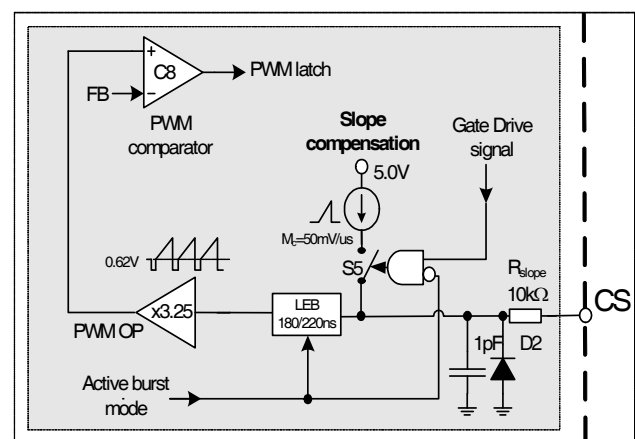 C8
PWM latch
FB
PWM
comparator
Slope
compensation
Gate Drive
signal
5.0V
Mc=50mV/us
0.62V
S5
Rslope
10kΩ
CS
x3.25
PWM OP
LEB
180/220ns
1pF
D2
Active burst
mode